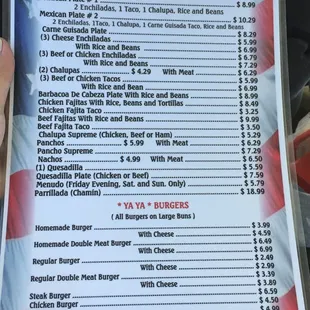 2 Enchiladas, 1 Taco, 1 Chalupa, Rice and Beans $ 8.99
Mexican Plate # 2 $ 10.29
2 Enchiladas, 1Taco, 1 Chalupa, 1 Carne Guisada Taco, Rice and Beans
Carne Guisada Plate $ 8.29
(3) Cheese Enchiladas $ 5.99
With Rice and Beans $ 7.99
(3) Beef or Chicken Enchiladas $ 6.99
With Rice and Beans $ 8.59
(2) Chalupas $ 4.29 With Meat $ 6.29
(3) Beef or Chicken Tacos $ 5.99
With Rice and Bean $ 6.99
Barbacoa De Cabeza Plate With Rice and Beans $ 8.99
Chicken Fajitas With Rice, Beans and Tortillas $ 8.49
Chicken Fajita Taco $ 3.25
Beef Fajitas With Rice and Beans $ 9.99
Beef Fajita Taco $ 3.50
Chalupa Supreme (Chicken, Beef or Ham) $ 5.29
Panchos $ 5.99 With Meat $ 6.29
Pancho Supreme $ 7.29
Nachos $ 4.99 With Meat $ 6.50
(1) Quesadilla $ 5.59
Quesadilla Plate (Chicken or Beef) $ 7.59
Menudo (Friday Evening, Sat. and Sun. Only) $ 5.79
Parrillada (Chamin) $ 18.99
* YA YA * BURGERS
( All Burgers on Large Buns )
Homemade Burger $ 3.99
With Cheese $ 4.59
Homemade Double Meat Burger $ 6.49
With Cheese $ 6.99
Regular Burger $ 2.49
With Cheese $ 2.99
Regular Double Meat Burger $ 3.39
With Cheese $ 3.89
Steak Burger $ 6.59
Chicken Burger $ 4.50
$ 4.99